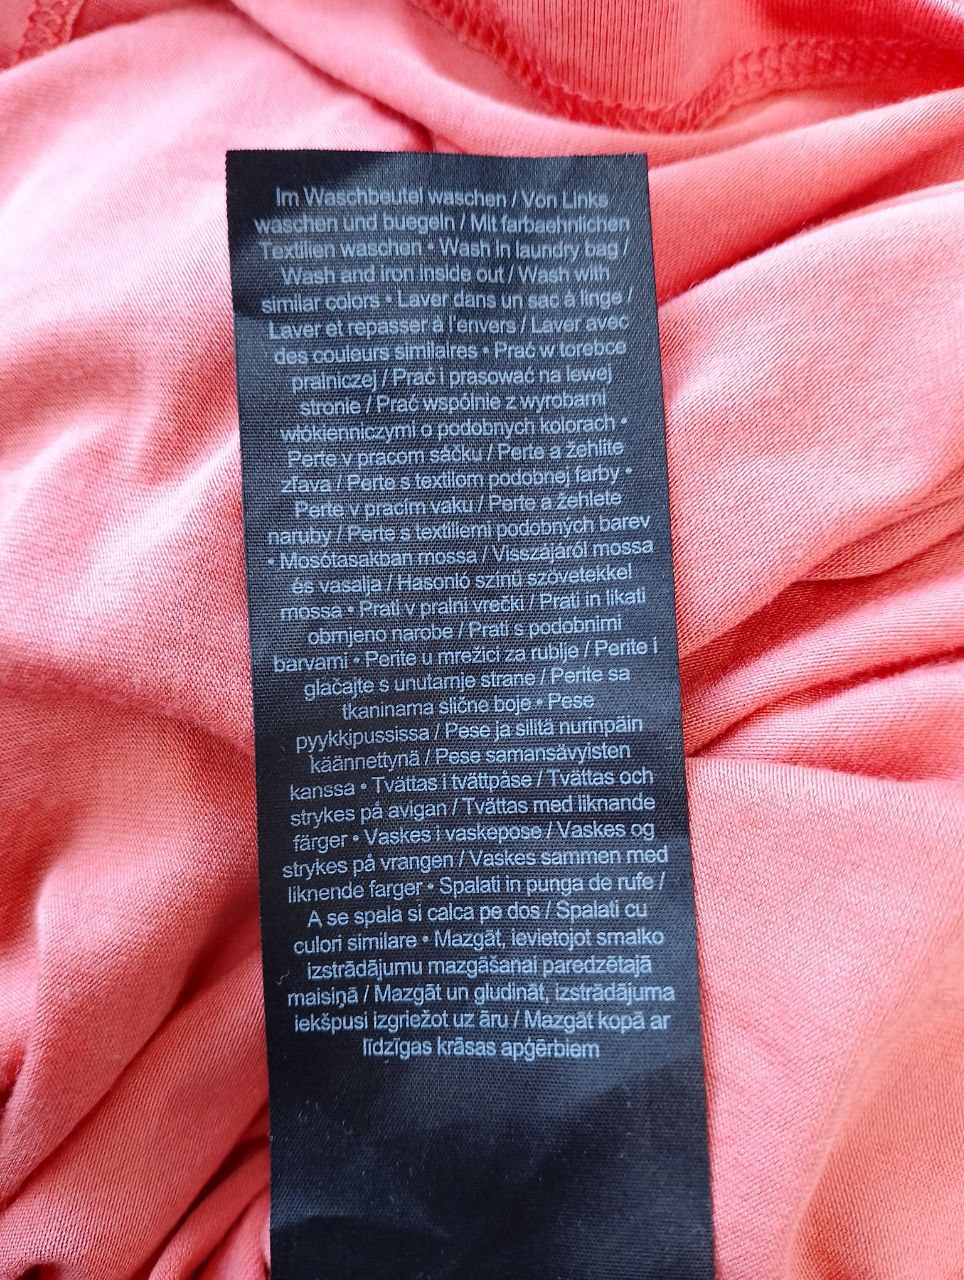 Im Waschbeutel waschen / Von Links
waschen und buegeln / Mit farbaehnlichen
Textilien waschen • Wash in laundry bag /
Wash and iron inside out / Wash with
similar colors • Laver dans un sac à linge /
Laver et repasser à l'envers / Laver avec
des couleurs similaires • Prać w torebce
pralniczej / Prać i prasować na lewej
stronie / Prać wspólnie z wyrobami
włókienniczymi o podobnych kolorach •
Perte v pracom sáčku / Perte a žehlite
zľava / Perte s textilom podobnej farby •
Perte v pracím vaku / Perte a žehlete
naruby / Perte s textiliemi podobných barev
• Mosótasakban mossa / Visszájáról mossa
és vasalja / Hasonló színű szövetekkel
mossa • Prati v pralni vrečki / Prati in likati
obrnjeno narobe / Prati s podobnimi
barvami • Perite u mrežici za rublje / Perite i
glačajte s unutarnje strane / Perite sa
tkaninama slične boje • Pese
pyykkipussissa / Pese ja silitä nurinpäin
käännettynä / Pese samansävyisten
kanssa • Tvättas i tvättpåse / Tvättas och
strykes på avigan / Tvättas med liknande
färger • Vaskes i vaskepose / Vaskes og
strykes på vrangen / Vaskes sammen med
liknende farger • Spalati in punga de rufe /
A se spala si calca pe dos / Spalati cu
culori similare • Mazgāt, ievietojot smalko
izstrādājumu mazgāšanai paredzētajā
maisiņā / Mazgāt un gludināt, izstrādājuma
iekšpusi izgriežot uz āru / Mazgāt kopā ar
līdzīgas krāsas apģērbiem